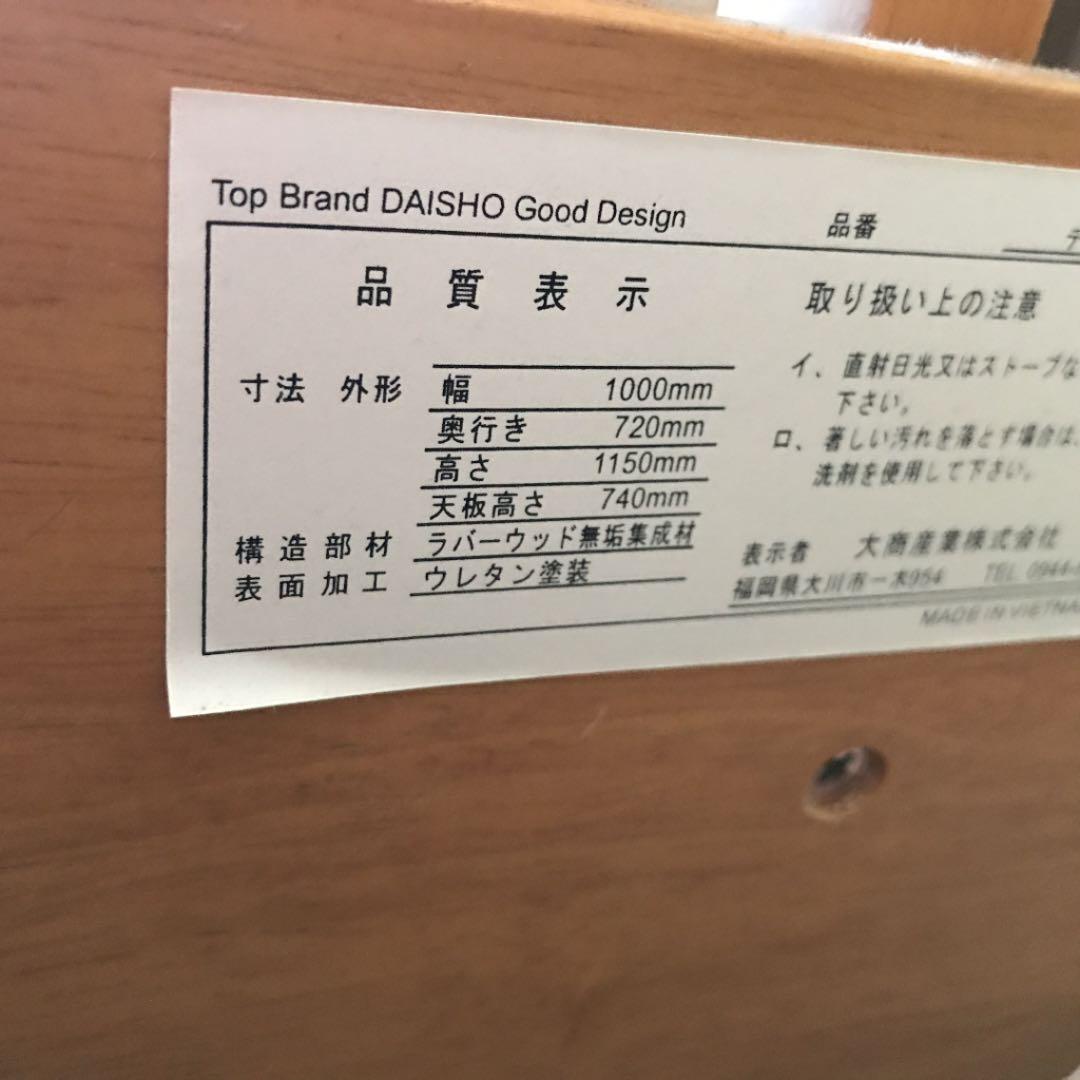 Top Brand DAISHO Good Design
品番 デ
品質表示
寸法 外形 幅 1000mm
奥行き 720mm
高さ 1150mm
天板高さ 740mm
構造部材 ラバーウッド無垢集成材
表面加工 ウレタン塗装
取り扱い上の注意
イ、直射日光又はストーブな
下さい。
ロ、著しい汚れを落とす場合は、
洗剤を使用して下さい。
表示者 大商産業株式会社
福岡県大川市一木954 TEL 0944-
MADE IN VIETNA